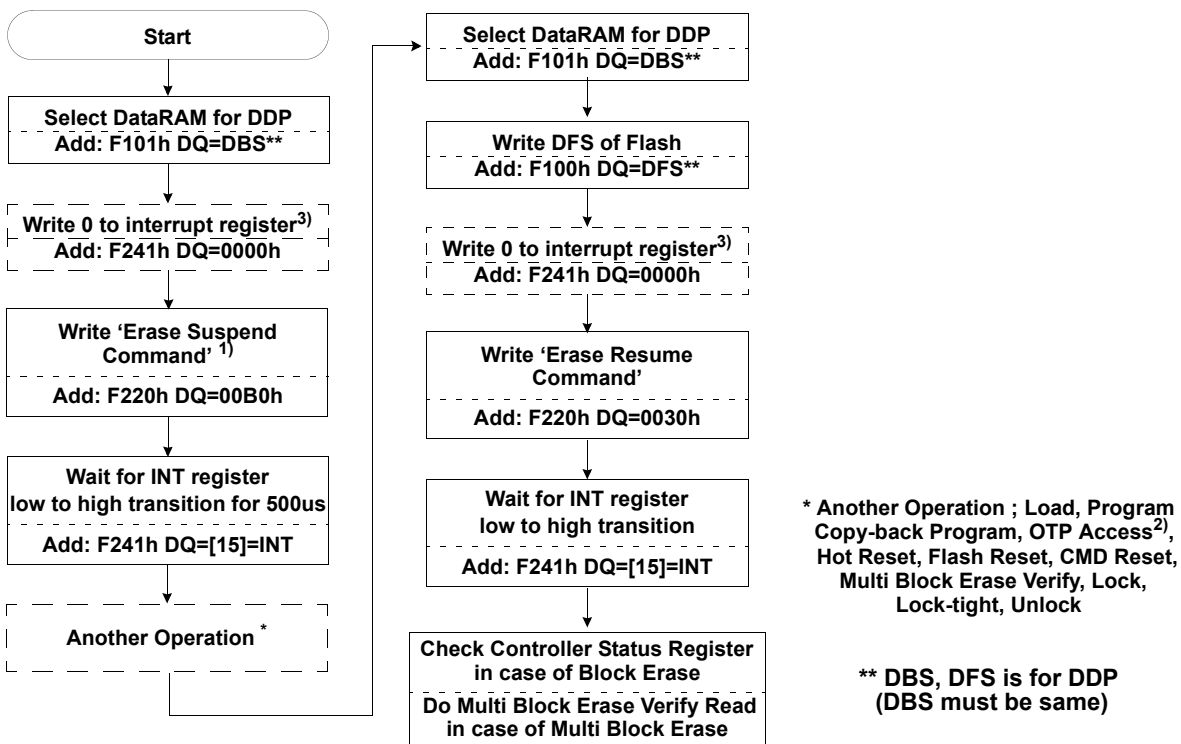 Start
Select DataRAM for DDP
Add: F101h DQ=DBS**
Write 0 to interrupt register3)
Add: F241h DQ=0000h
Write ‘Erase Suspend
Command’ 1)
Add: F220h DQ=00B0h
Wait for INT register
low to high transition for 500us
Add: F241h DQ=[15]=INT
Another Operation *
Select DataRAM for DDP
Add: F101h DQ=DBS**
Write DFS of Flash
Add: F100h DQ=DFS**
Write 0 to interrupt register3)
Add: F241h DQ=0000h
Write ‘Erase Resume
Command’
Add: F220h DQ=0030h
Wait for INT register
low to high transition
Add: F241h DQ=[15]=INT
Check Controller Status Register
in case of Block Erase
Do Multi Block Erase Verify Read
in case of Multi Block Erase
* Another Operation ; Load, Program
Copy-back Program, OTP Access2),
Hot Reset, Flash Reset, CMD Reset,
Multi Block Erase Verify, Lock,
Lock-tight, Unlock
** DBS, DFS is for DDP
(DBS must be same)